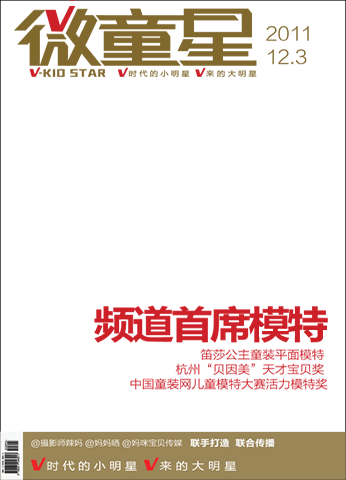 微童星
2011
12.3
V-KID STAR V时代的小明星 V来的大明星
频道首席模特
笛莎公主童装平面模特
杭州“贝因美”天才宝贝奖
中国童装网儿童模特大赛活力模特奖
@摄影师辣妈 @妈妈晒 @妈咪宝贝传媒 联手打造 联合传播
V时代的小明星 V来的大明星